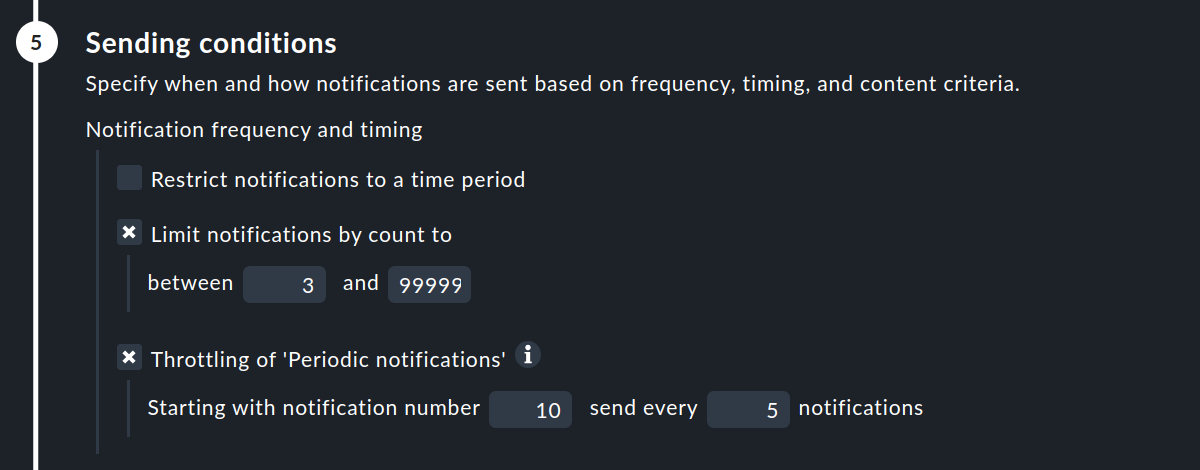 5
Sending conditions
Specify when and how notifications are sent based on frequency, timing, and content criteria.
Notification frequency and timing
Restrict notifications to a time period
Limit notifications by count to
between 3 and 99999
Throttling of 'Periodic notifications'
Starting with notification number 10 send every 5 notifications